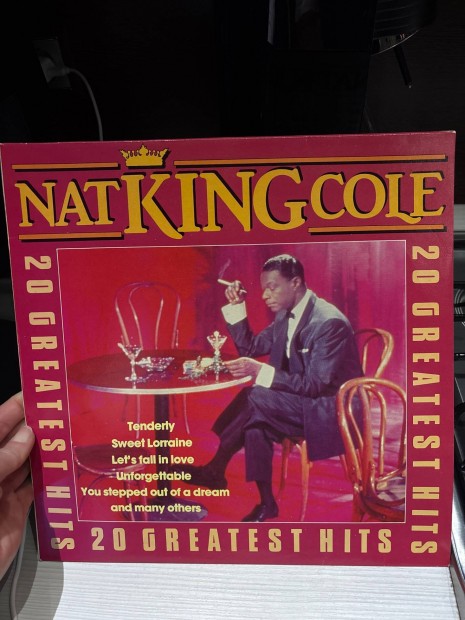 NAT KING COLE
20 GREATEST HITS
20 GREATEST HITS
Tenderly
Sweet Lorraine
Let's fall in love
Unforgettable
You stepped out of a dream
and many others
20 GREATEST HITS